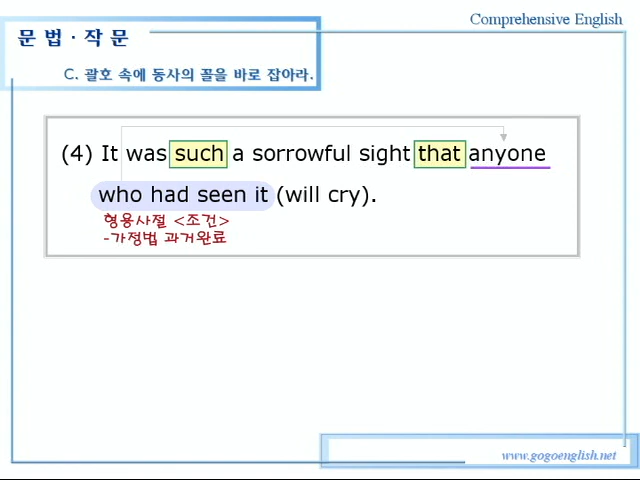 Comprehensive English
문 법 · 작 문
C. 괄호 속에 동사의 꼴을 바로 잡아라.
(4) It was such a sorrowful sight that anyone
who had seen it (will cry).
형용사절 <조건>
-가정법 과거완료
www.gogoenglish.net